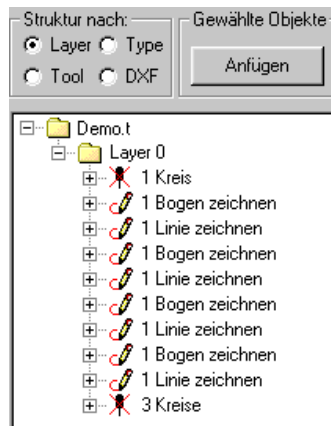 Struktur nach:
Gewählte Objekte
Layer
Type
Tool
DXF
Anfügen
Demo.t
Layer 0
1 Kreis
1 Bogen zeichnen
1 Linie zeichnen
1 Bogen zeichnen
1 Linie zeichnen
1 Bogen zeichnen
1 Linie zeichnen
1 Bogen zeichnen
1 Linie zeichnen
3 Kreise